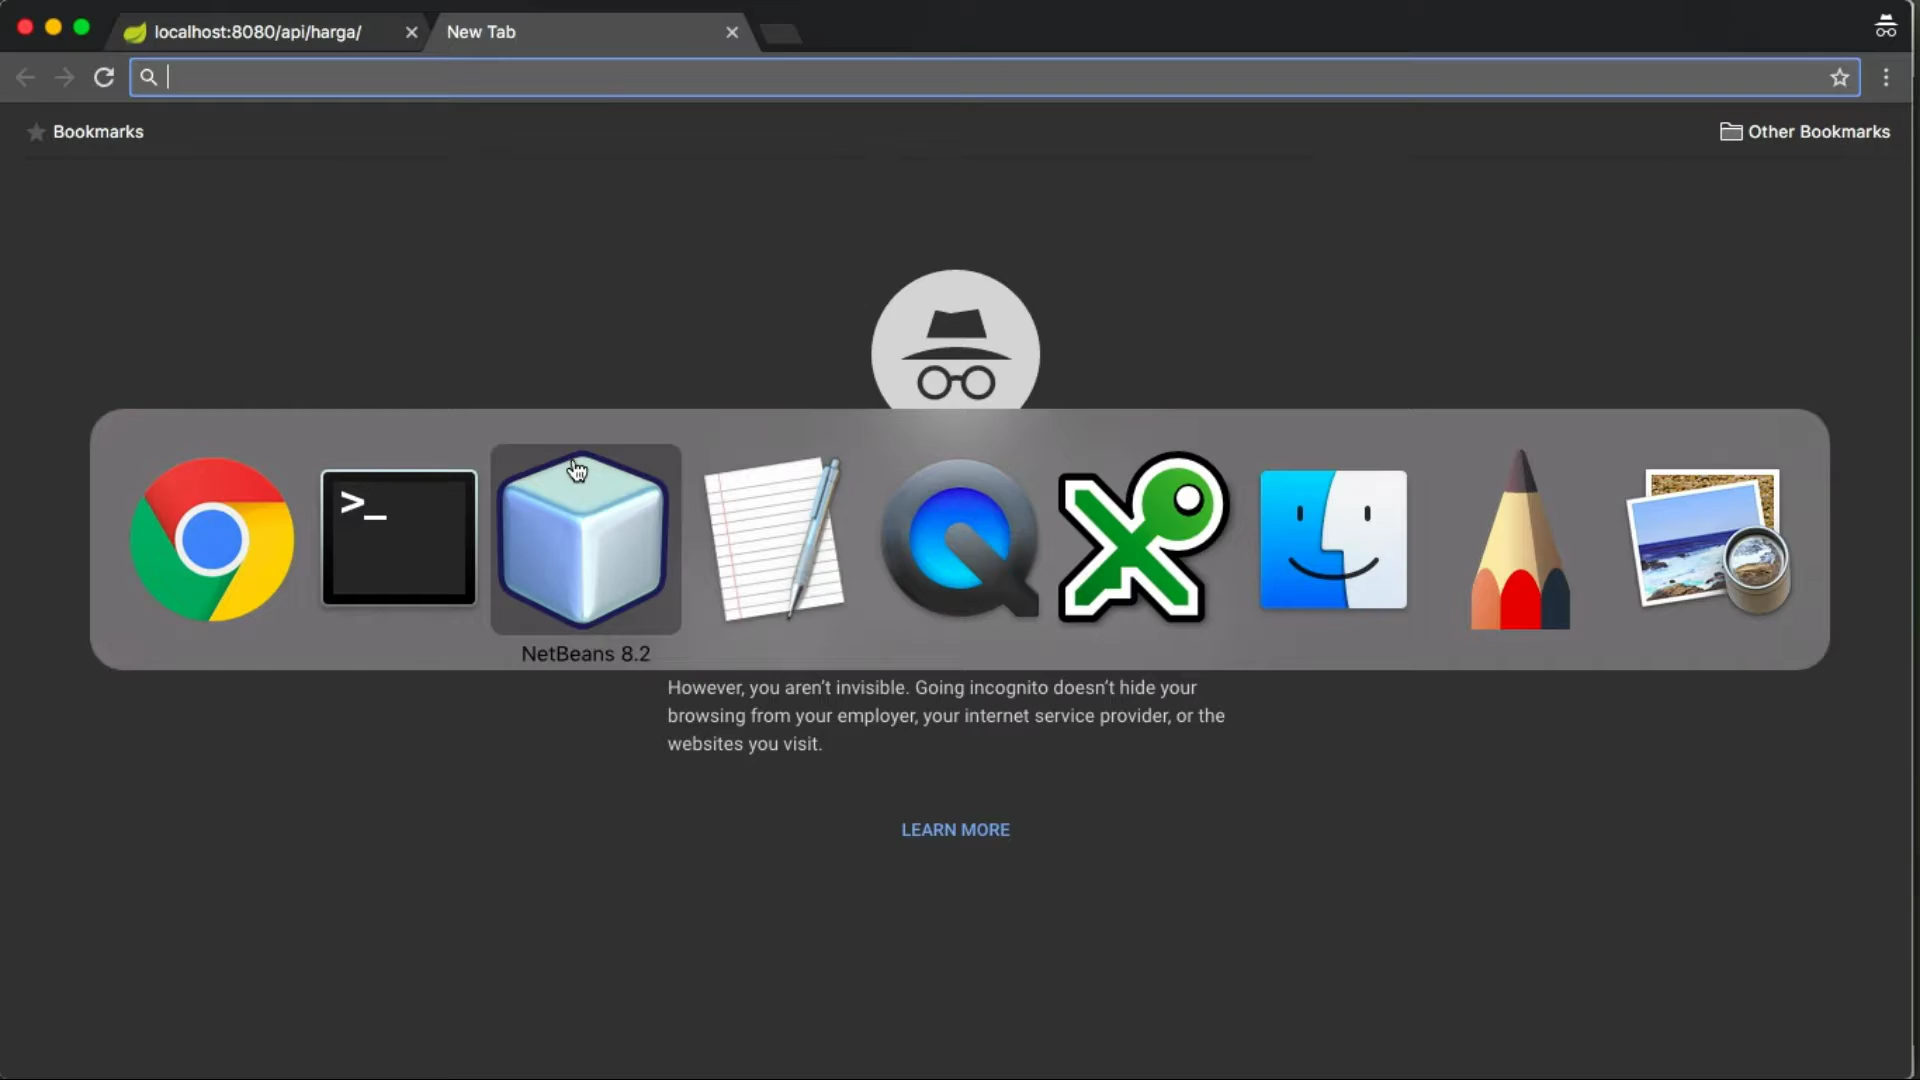 localhost:8080/api/harga/
New Tab
Bookmarks
Other Bookmarks
>_
NetBeans 8.2
However, you aren’t invisible. Going incognito doesn’t hide your
browsing from your employer, your internet service provider, or the
websites you visit.
LEARN MORE